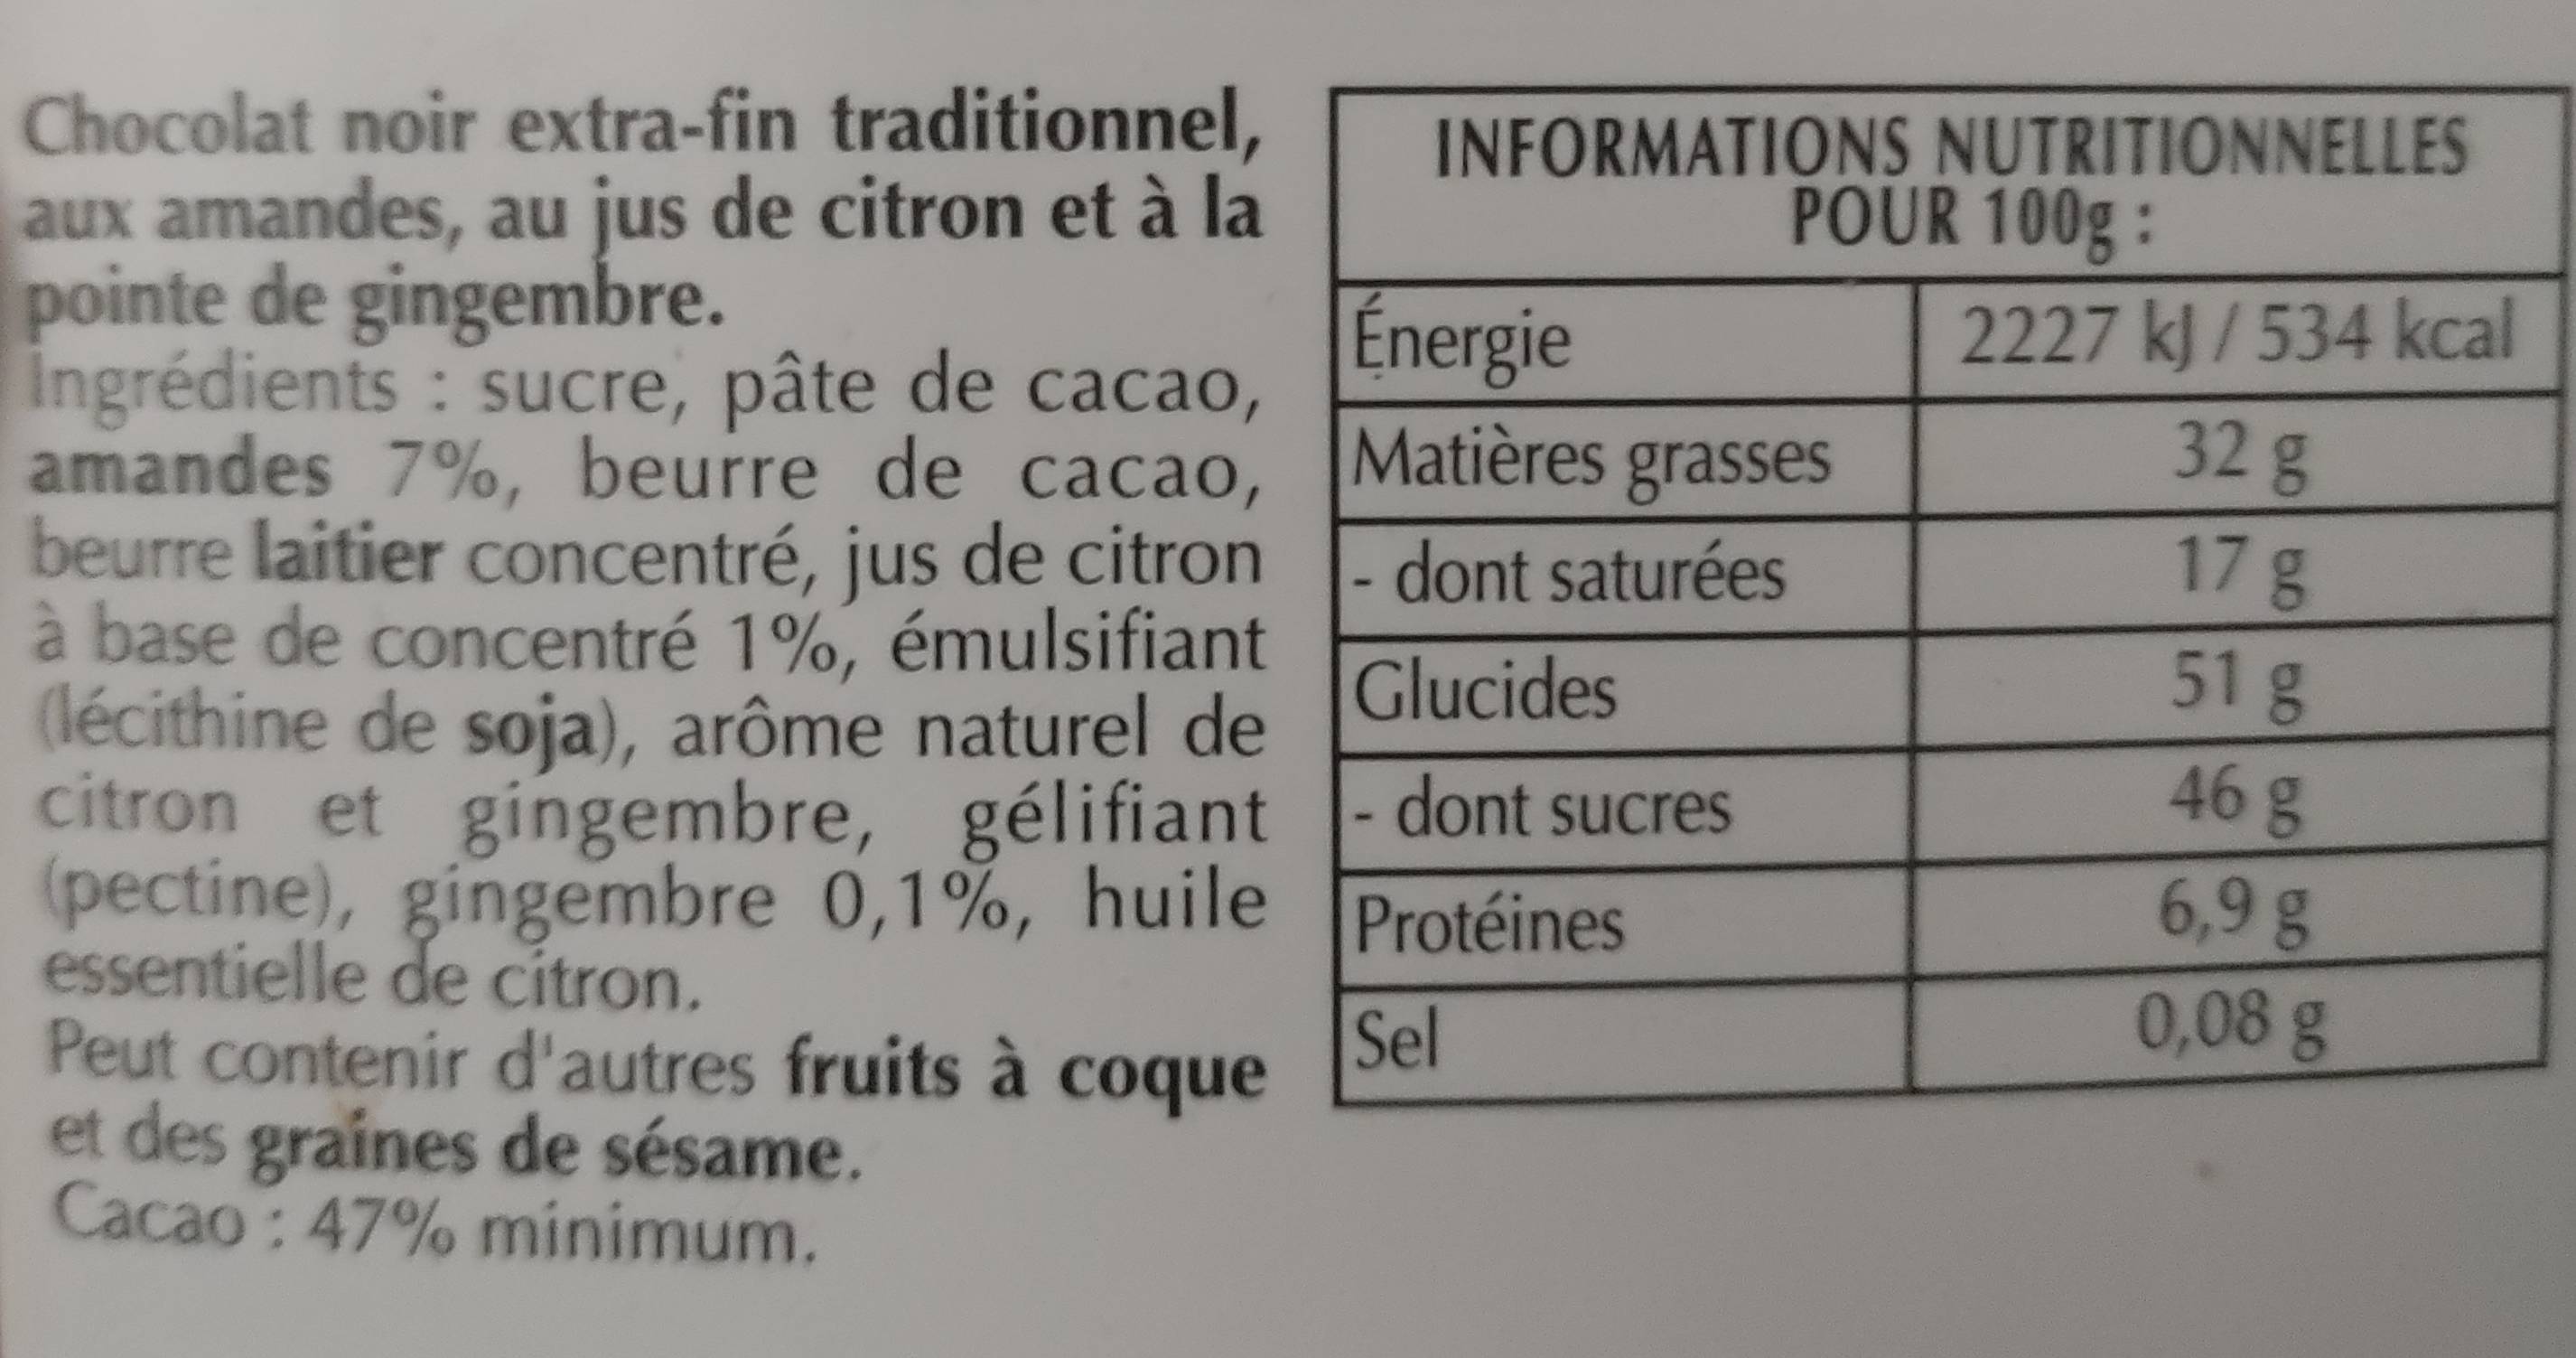 Chocolat noir extra-fin traditionnel,
aux amandes, au jus de citron et à la
pointe de gingembre.
Ingrédients : sucre, pâte de cacao,
amandes 7%, beurre de cacao,
beurre laitier concentré, jus de citron
à base de concentré 1%, émulsifiant
(lécithine de soja), arôme naturel de
citron et gingembre, gélifiant
(pectine), gingembre 0,1%, huile
essentielle de citron.
Peut contenir d'autres fruits à coque
et des graines de sésame.
Cacao : 47% minimum.
INFORMATIONS NUTRITIONNELLES
POUR 100g :
Énergie 2227 kJ / 534 kcal
Matières grasses 32 g
- dont saturées 17 g
Glucides 51 g
- dont sucres 46 g
Protéines 6,9 g
Sel 0,08 g